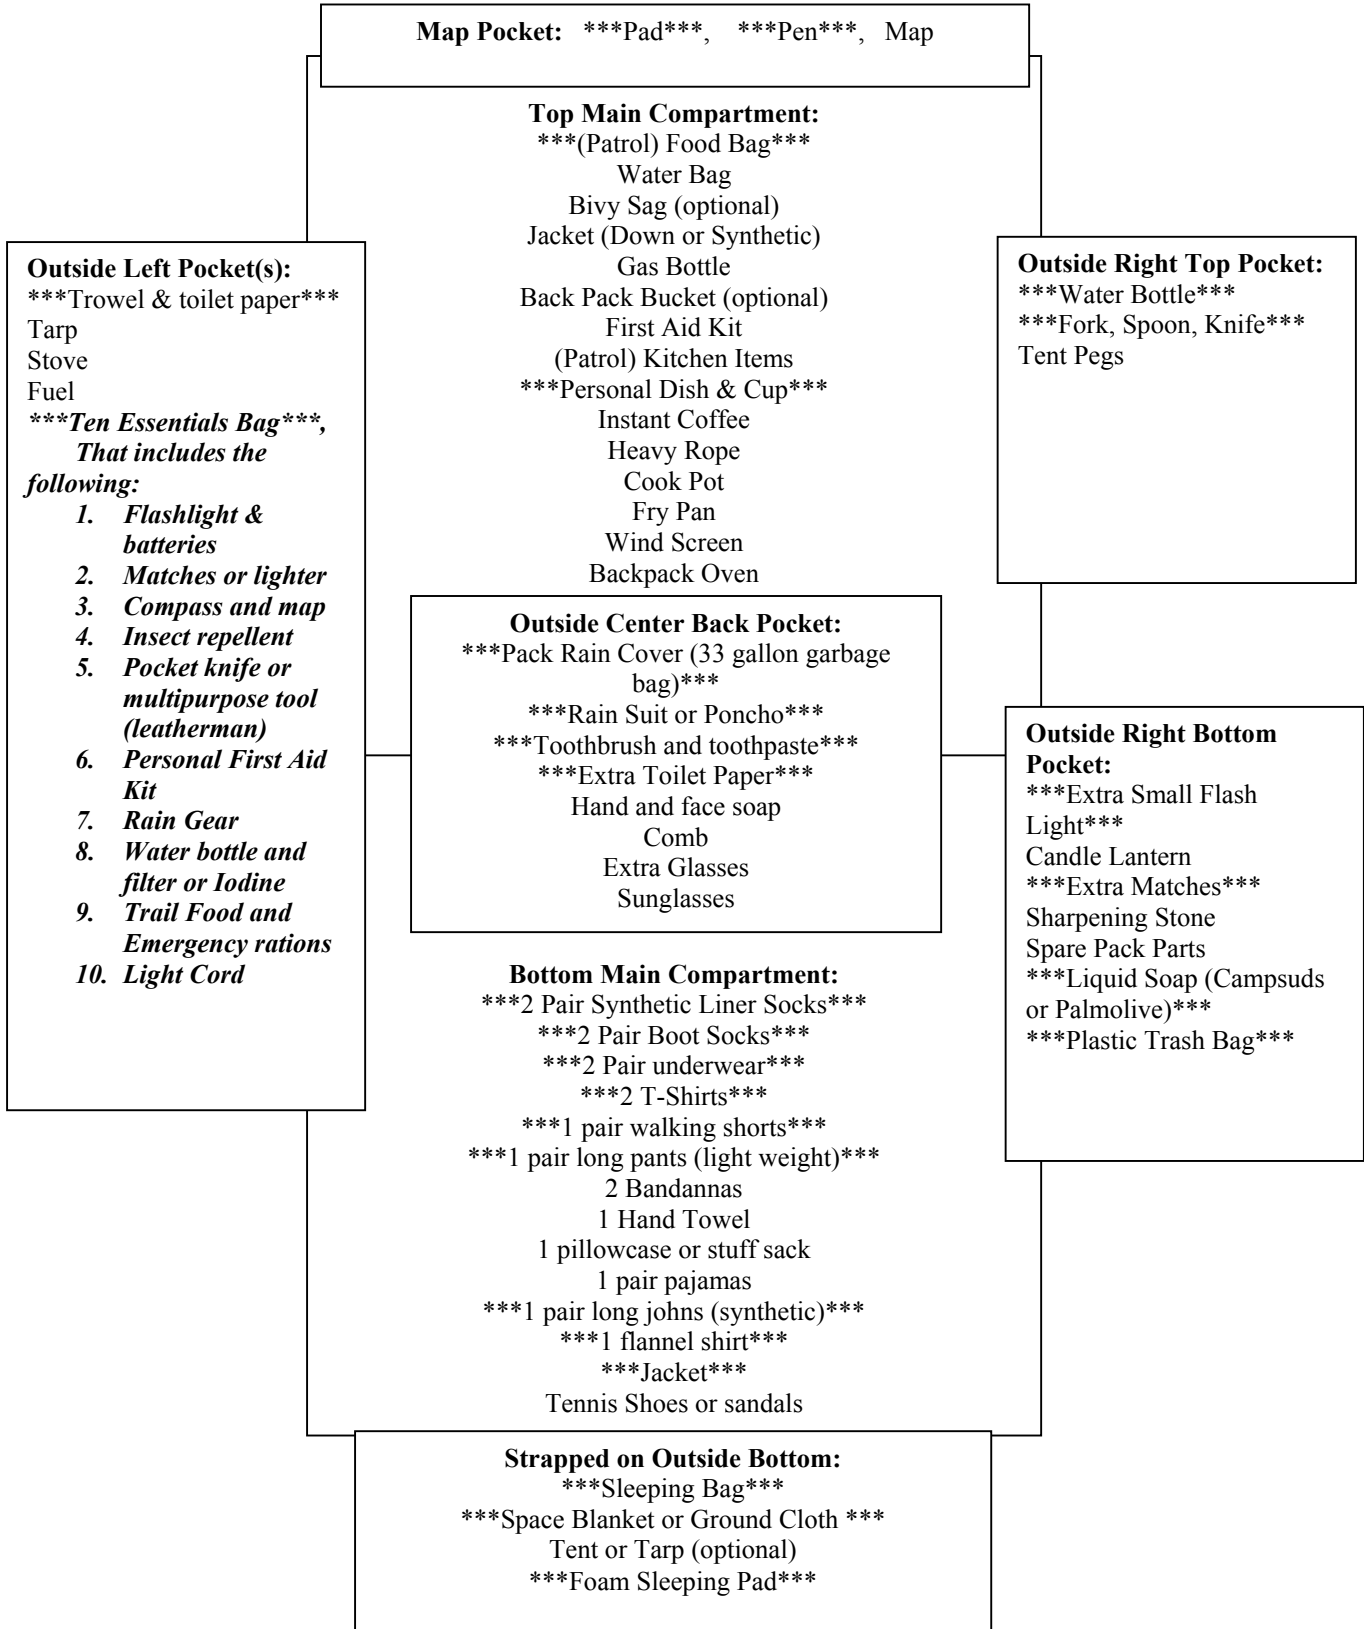 Map Pocket: ***Pad***, ***Pen***, Map
Top Main Compartment:
***(Patrol) Food Bag***
Water Bag
Bivy Sag (optional)
Jacket (Down or Synthetic)
Gas Bottle
Back Pack Bucket (optional)
First Aid Kit
(Patrol) Kitchen Items
***Personal Dish & Cup***
Instant Coffee
Heavy Rope
Cook Pot
Fry Pan
Wind Screen
Backpack Oven
Outside Left Pocket(s):
***Trowel & toilet paper***
Tarp
Stove
Fuel
***Ten Essentials Bag***,
That includes the
following:
1. Flashlight &
batteries
2. Matches or lighter
3. Compass and map
4. Insect repellent
5. Pocket knife or
multipurpose tool
(leatherman)
6. Personal First Aid
Kit
7. Rain Gear
8. Water bottle and
filter or Iodine
9. Trail Food and
Emergency rations
10. Light Cord
Outside Right Top Pocket:
***Water Bottle***
***Fork, Spoon, Knife***
Tent Pegs
Outside Center Back Pocket:
***Pack Rain Cover (33 gallon garbage
bag)***
***Rain Suit or Poncho***
***Toothbrush and toothpaste***
***Extra Toilet Paper***
Hand and face soap
Comb
Extra Glasses
Sunglasses
Outside Right Bottom
Pocket:
***Extra Small Flash
Light***
Candle Lantern
***Extra Matches***
Sharpening Stone
Spare Pack Parts
***Liquid Soap (Campsuds
or Palmolive)***
***Plastic Trash Bag***
Bottom Main Compartment:
***2 Pair Synthetic Liner Socks***
***2 Pair Boot Socks***
***2 Pair underwear***
***2 T-Shirts***
***1 pair walking shorts***
***1 pair long pants (light weight)***
2 Bandannas
1 Hand Towel
1 pillowcase or stuff sack
1 pair pajamas
***1 pair long johns (synthetic)***
***1 flannel shirt***
***Jacket***
Tennis Shoes or sandals
Strapped on Outside Bottom:
***Sleeping Bag***
***Space Blanket or Ground Cloth ***
Tent or Tarp (optional)
***Foam Sleeping Pad***